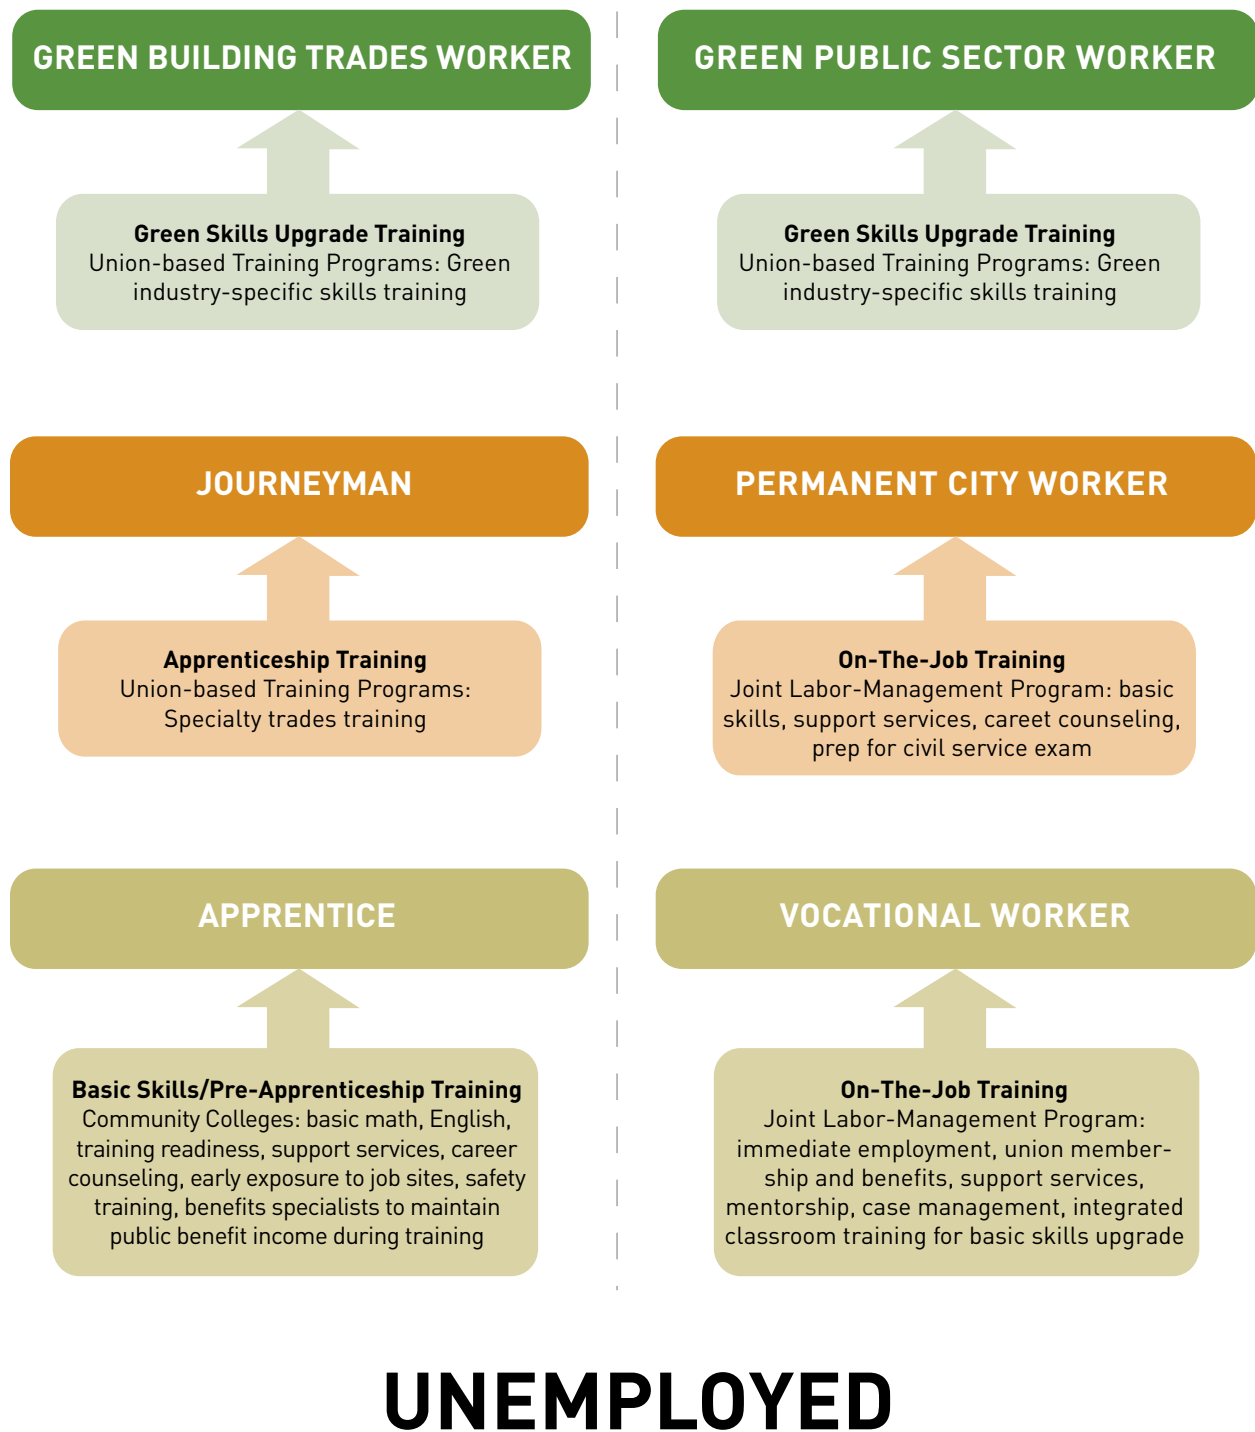 GREEN BUILDING TRADES WORKER
Green Skills Upgrade Training
Union-based Training Programs: Green
industry-specific skills training
JOURNEYMAN
Apprenticeship Training
Union-based Training Programs:
Specialty trades training
APPRENTICE
Basic Skills/Pre-Apprenticeship Training
Community Colleges: basic math, English,
training readiness, support services, career
counseling, early exposure to job sites, safety
training, benefits specialists to maintain
public benefit income during training
GREEN PUBLIC SECTOR WORKER
Green Skills Upgrade Training
Union-based Training Programs: Green
industry-specific skills training
PERMANENT CITY WORKER
On-The-Job Training
Joint Labor-Management Program: basic
skills, support services, careet counseling,
prep for civil service exam
VOCATIONAL WORKER
On-The-Job Training
Joint Labor-Management Program:
immediate employment, union member-
ship and benefits, support services,
mentorship, case management, integrated
classroom training for basic skills upgrade
UNEMPLOYED